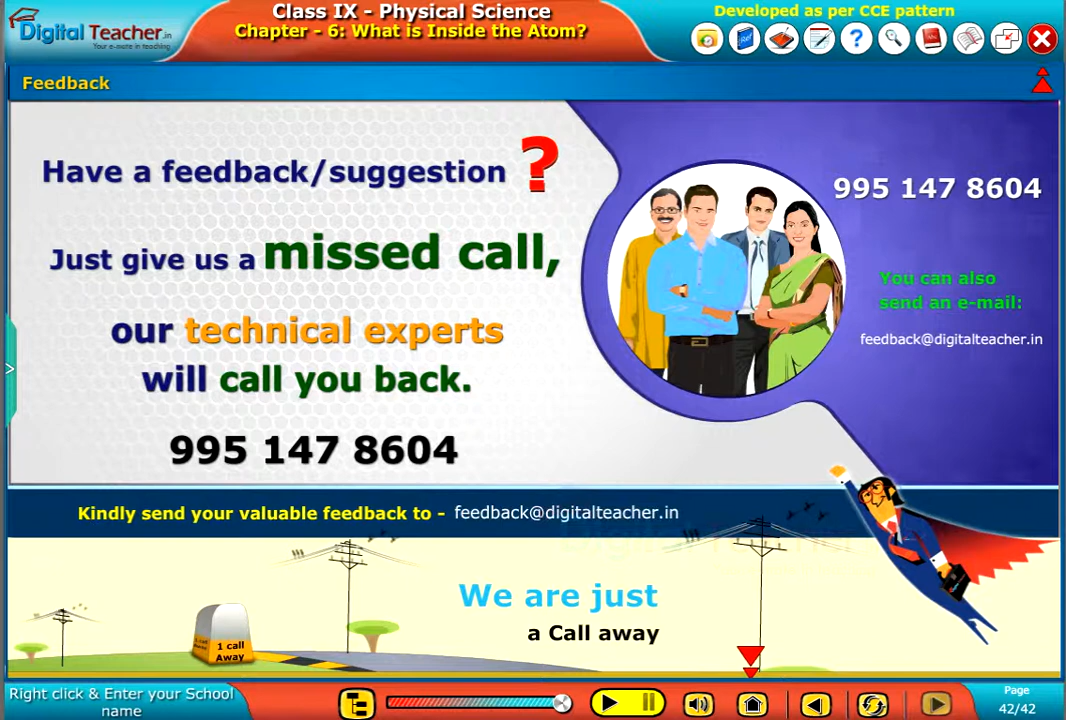 Digital Teacher.in
Your e-mate in teaching
Class IX - Physical Science
Chapter - 6: What is Inside the Atom?
Developed as per CCE pattern
Feedback
Have a feedback/suggestion ?
Just give us a missed call,
our technical experts
will call you back.
995 147 8604
995 147 8604
You can also
send an e-mail:
feedback@digitalteacher.in
Kindly send your valuable feedback to - feedback@digitalteacher.in
We are just
a Call away
1 call
Away
Right click & Enter your School
name
Page
42/42